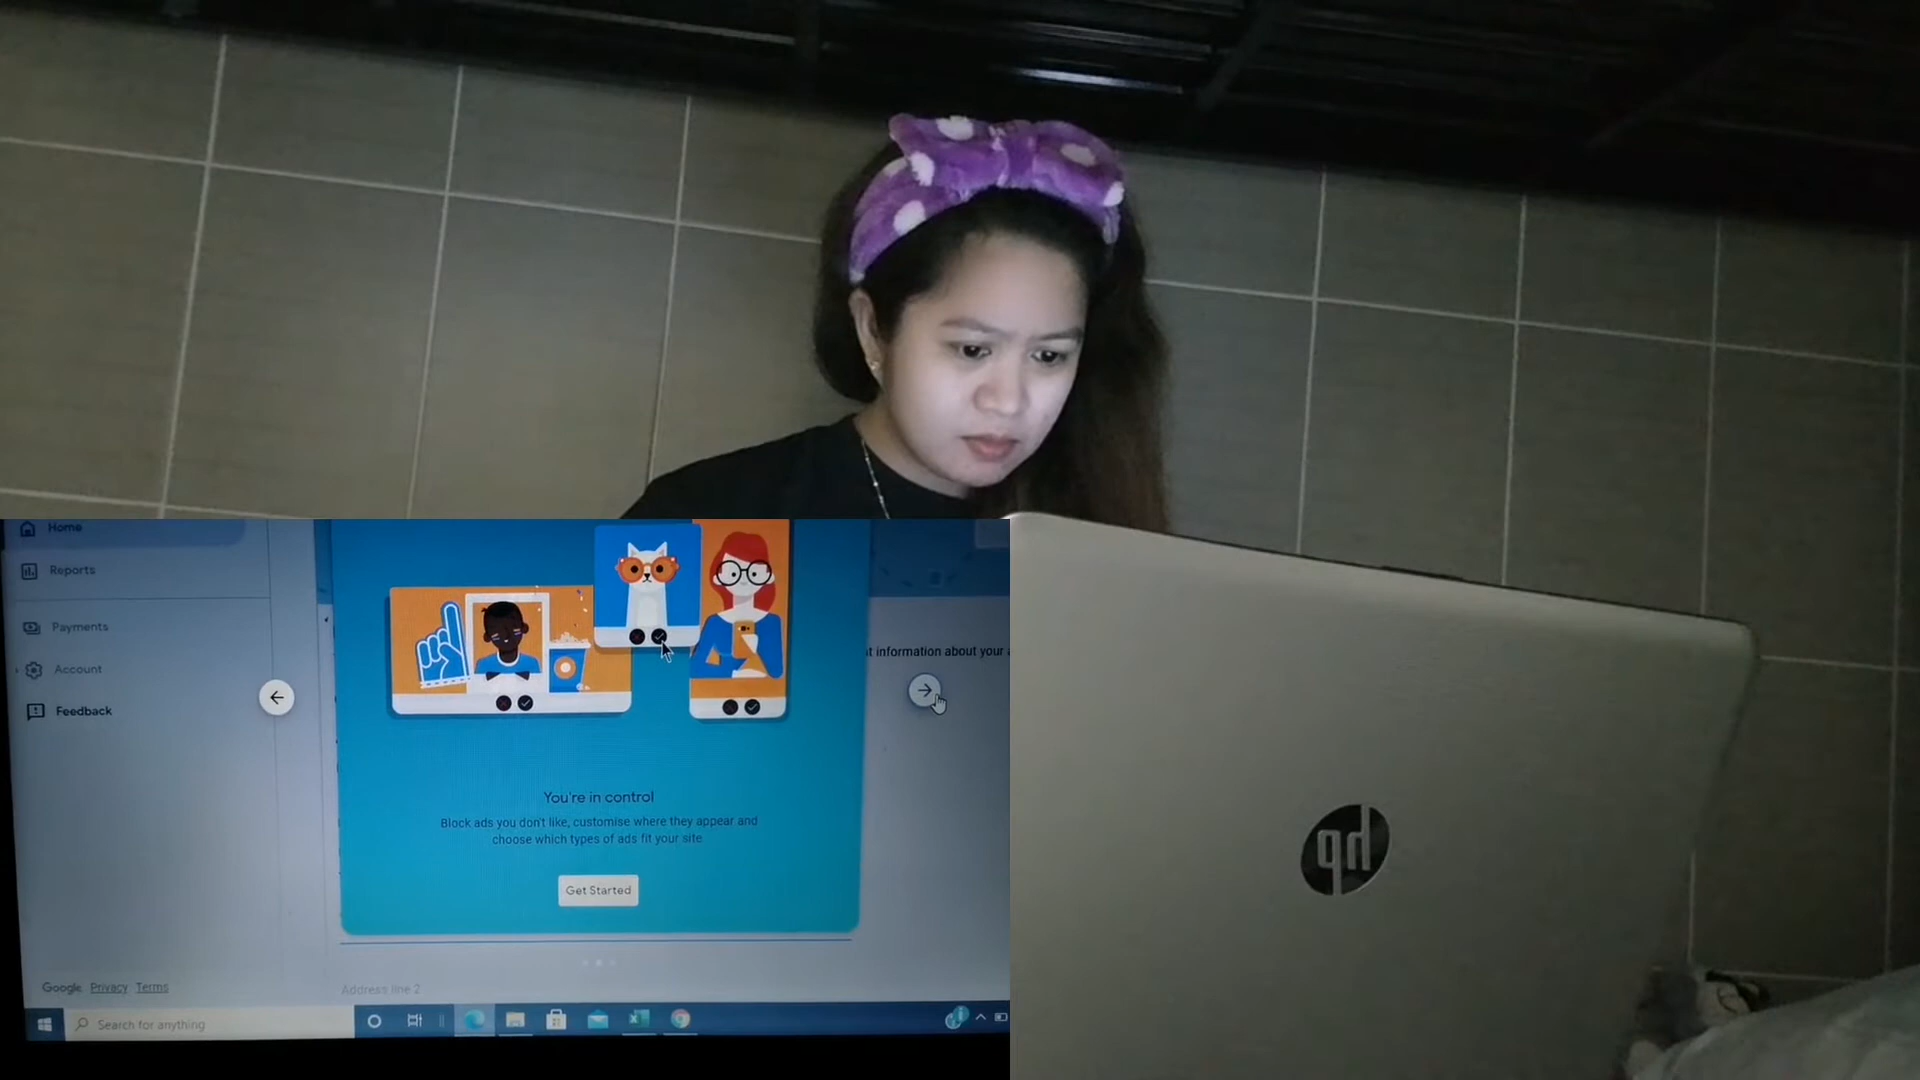 Home
Reports
Payments
Account
Feedback
t information about your a
You're in control
Block ads you don't like, customise where they appear and
choose which types of ads fit your site
Get Started
Address line 2
Google Privacy Terms
Search for anything
hp